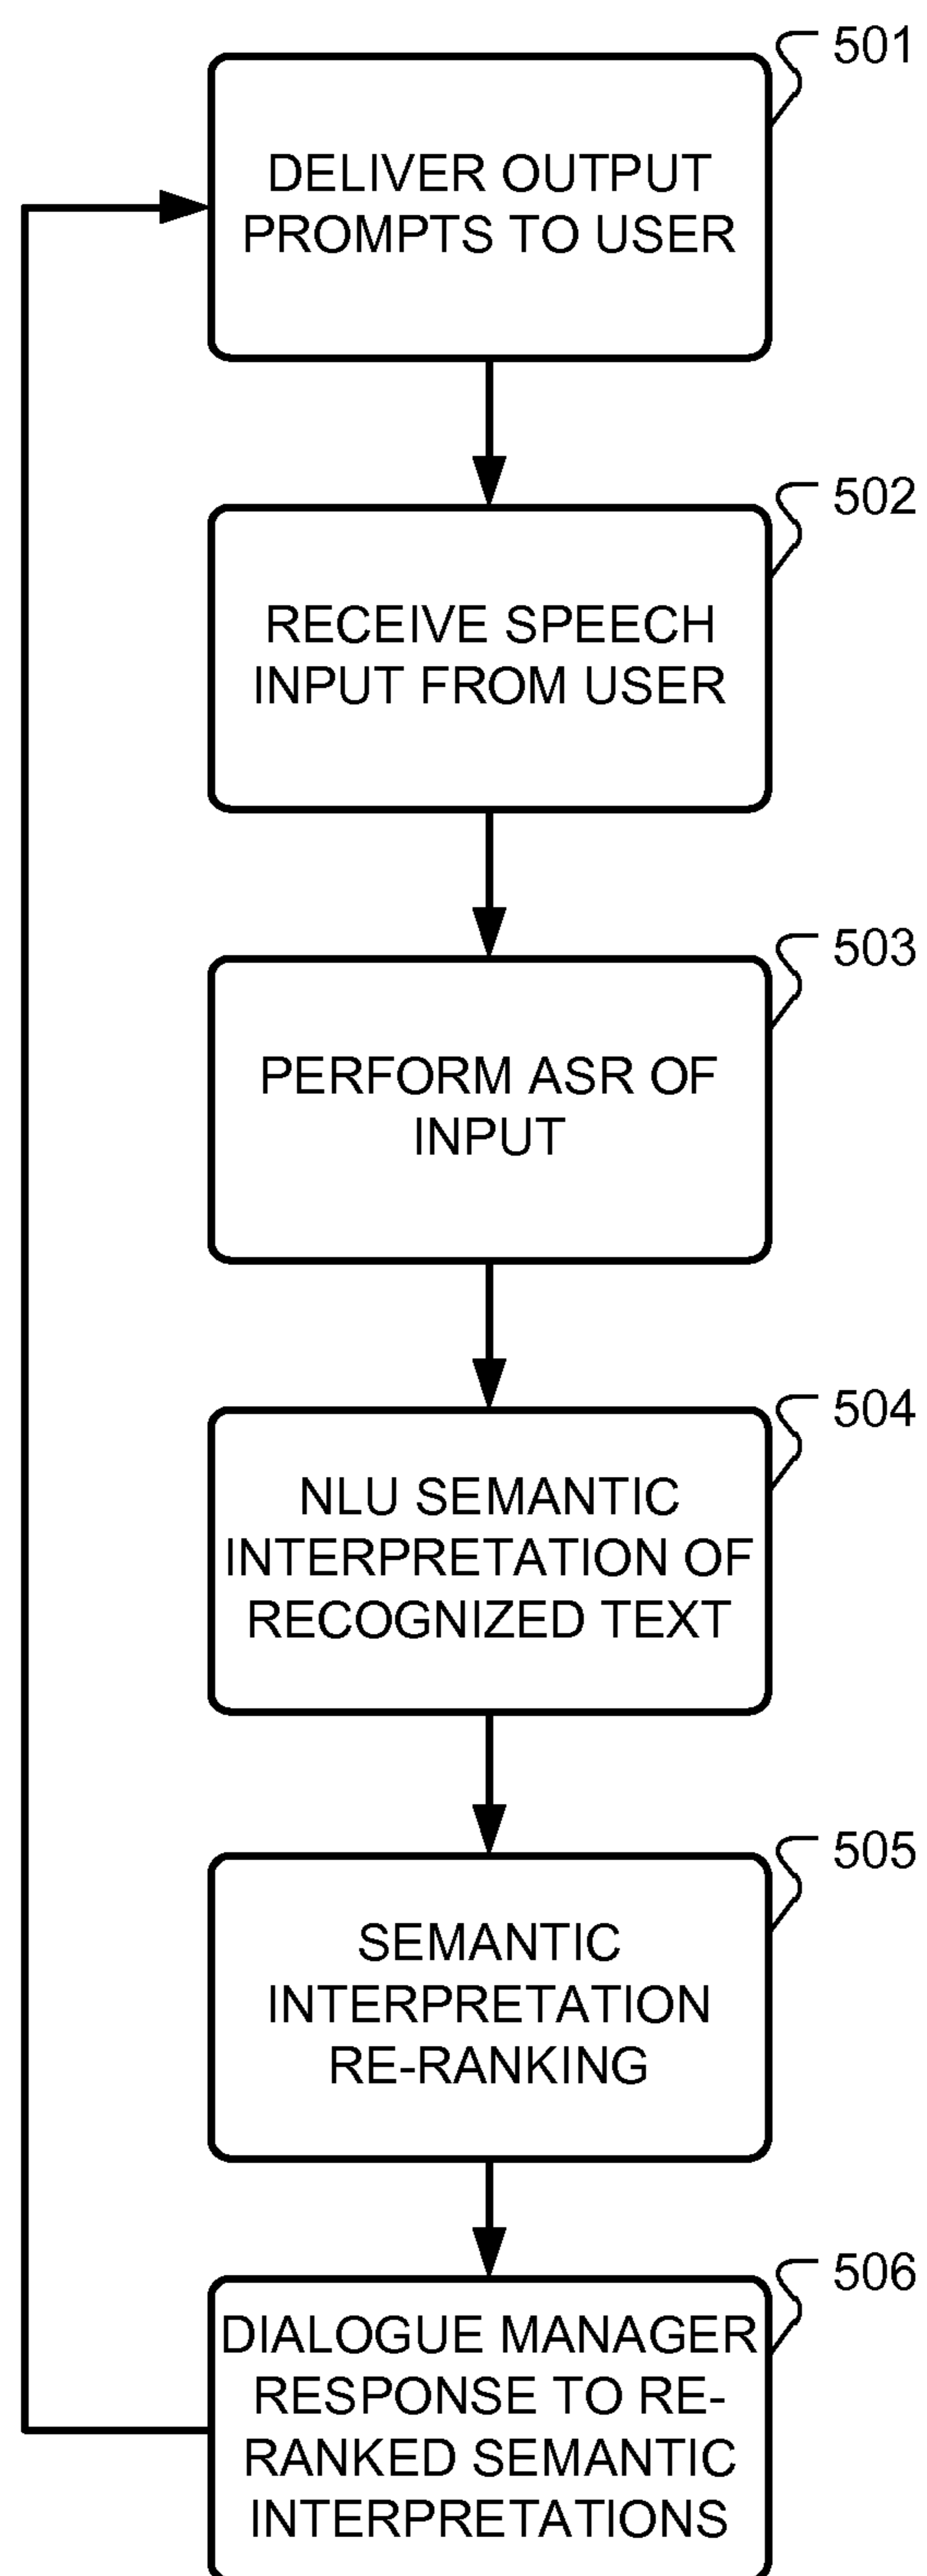 501
DELIVER OUTPUT
PROMPTS TO USER
502
RECEIVE SPEECH
INPUT FROM USER
503
PERFORM ASR OF
INPUT
504
NLU SEMANTIC
INTERPRETATION OF
RECOGNIZED TEXT
505
SEMANTIC
INTERPRETATION
RE-RANKING
506
DIALOGUE MANAGER
RESPONSE TO RE-
RANKED SEMANTIC
INTERPRETATIONS